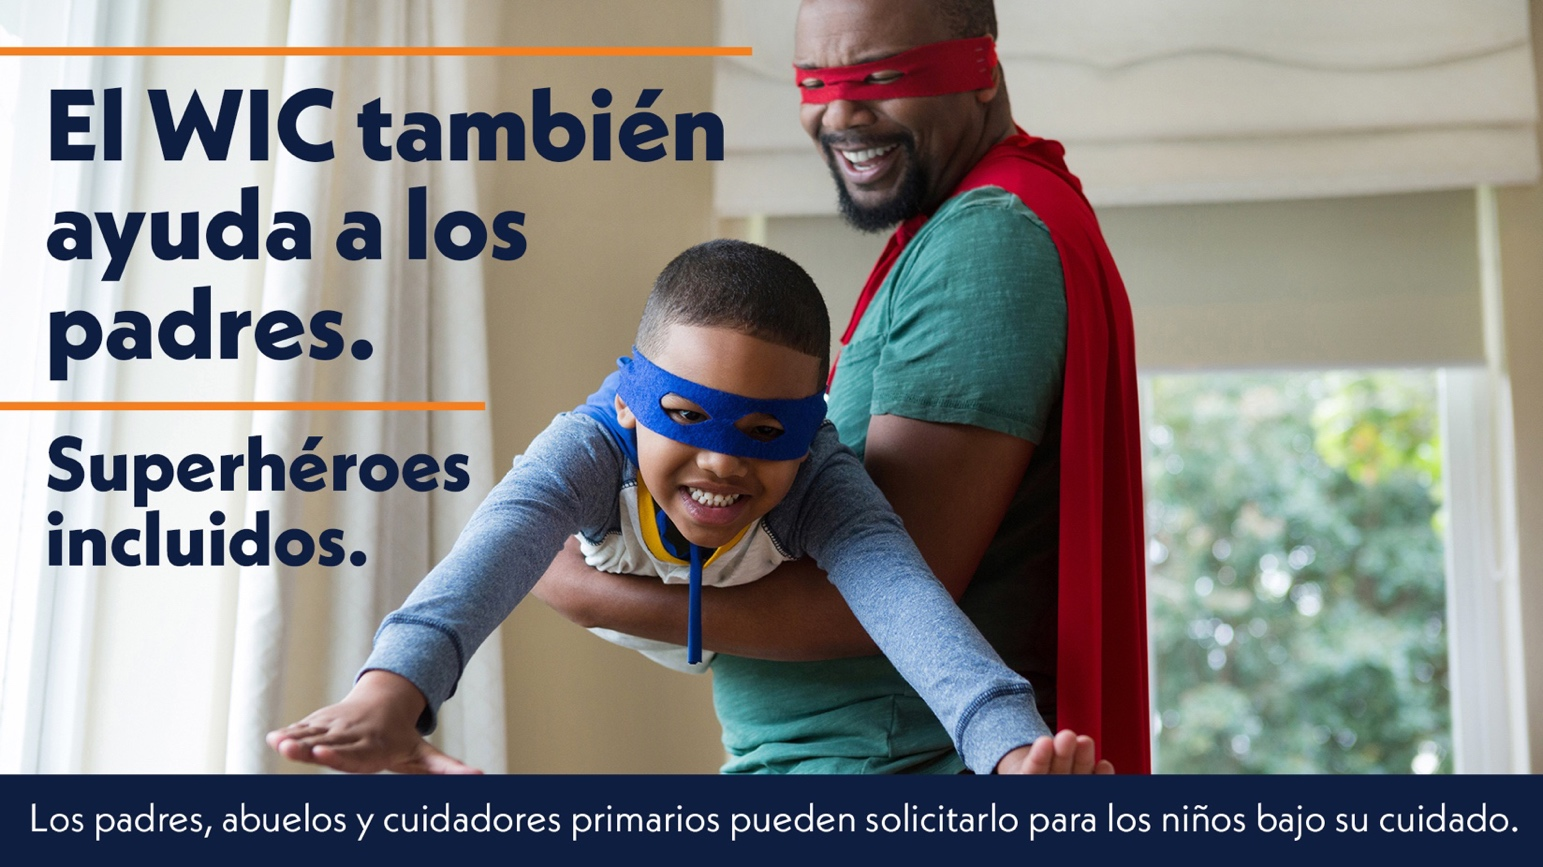 El WIC también
ayuda a los
padres.
Superhéroes
incluidos.
Los padres, abuelos y cuidadores primarios pueden solicitarlo para los niños bajo su cuidado.